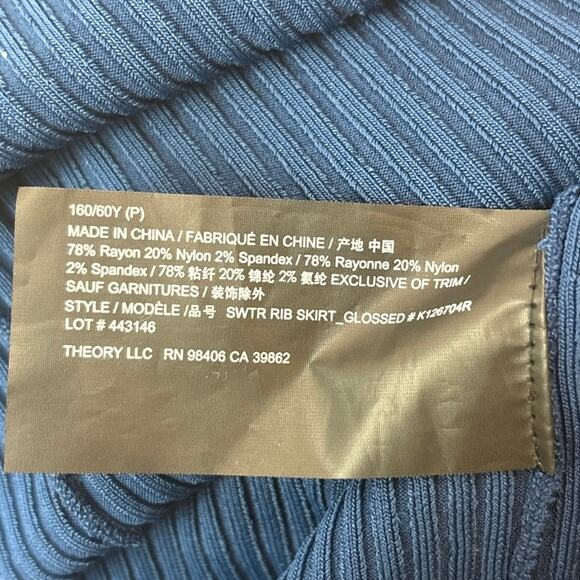 160/60Y (P)
MADE IN CHINA / FABRIQUÉ EN CHINE / 产地 中国
78% Rayon 20% Nylon 2% Spandex / 78% Rayonne 20% Nylon
2% Spandex / 78% 粘纤 20% 锦纶 2% 氨纶 EXCLUSIVE OF TRIM /
SAUF GARNITURES / 装饰除外
STYLE / MODÈLE /品号 SWTR RIB SKIRT_GLOSSED # K126704R
LOT # 443146
THEORY LLC RN 98406 CA 39862